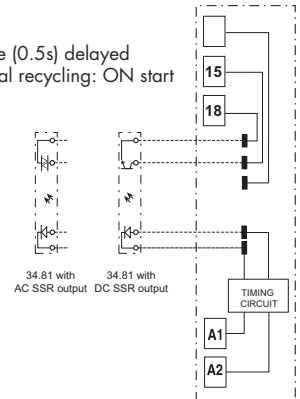 e (0.5s) delayed
al recycling: ON start
15
18
34.81 with
AC SSR output
34.81 with
DC SSR output
TIMING
CIRCUIT
A1
A2